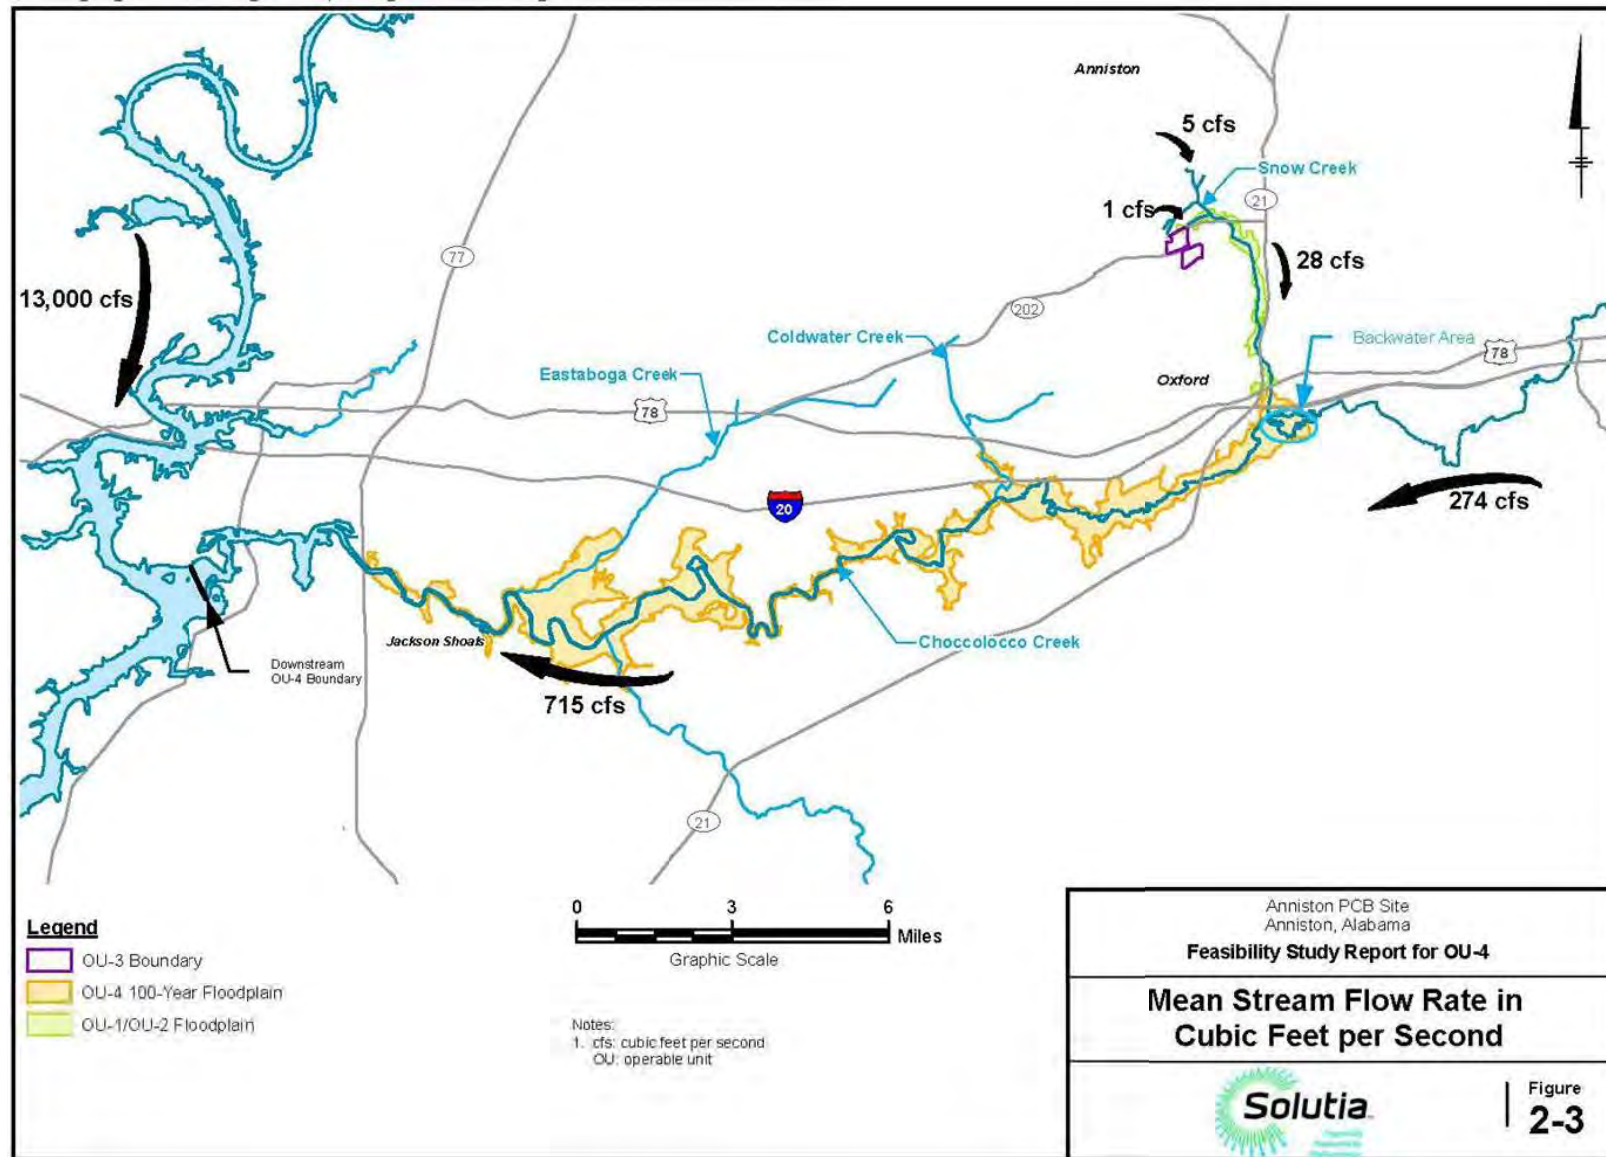 Anniston
5 cfs
Snow Creek
1 cfs
21
77
28 cfs
13,000 cfs
202
Coldwater Creek
Backwater Area
78
Eastaboga Creek
Oxford
78
274 cfs
20
Jackson Shoals
Choccolocco Creek
Downstream
OU-4 Boundary
715 cfs
21
0 3 6
Miles
Graphic Scale
Legend
OU-3 Boundary
OU-4 100-Year Floodplain
OU-1/OU-2 Floodplain
Notes:
1. cfs: cubic feet per second
OU: operable unit
Anniston PCB Site
Anniston, Alabama
Feasibility Study Report for OU-4
Mean Stream Flow Rate in
Cubic Feet per Second
Solutia
Figure
2-3